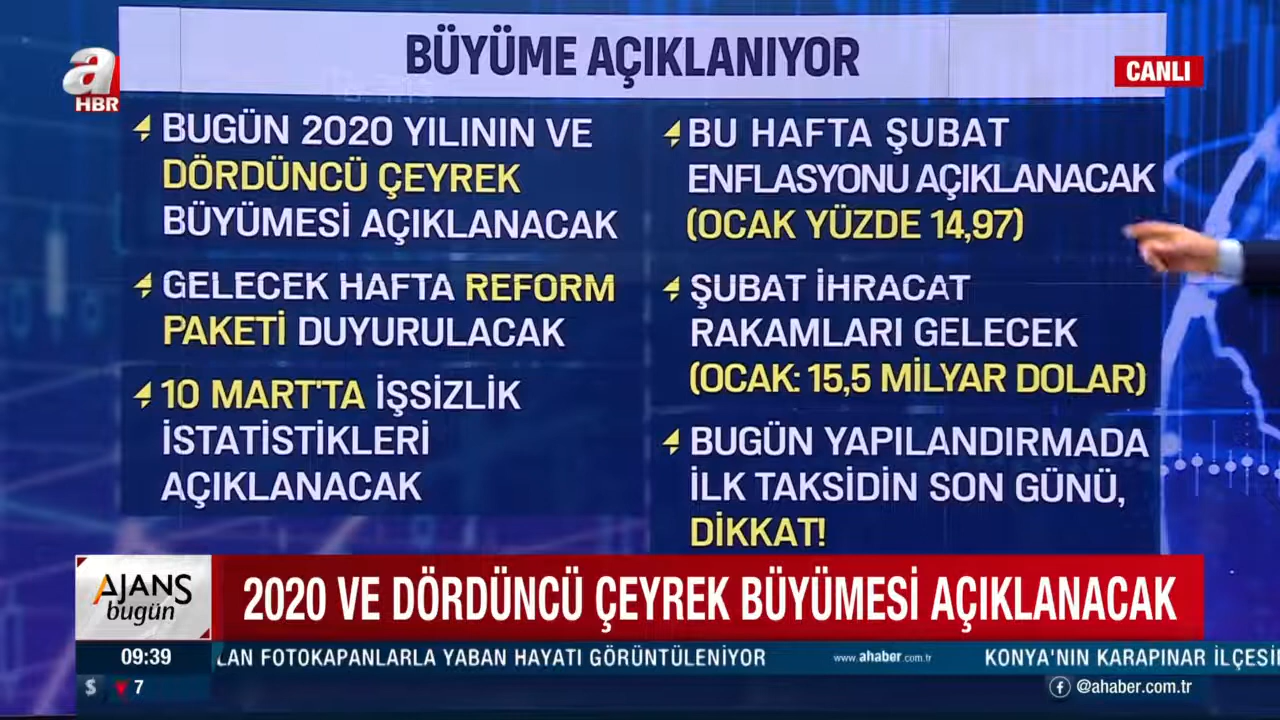 BÜYÜME AÇIKLANIYOR
a
HBR
CANLI
BUGÜN 2020 YILININ VE
DÖRDÜNCÜ ÇEYREK
BÜYÜMESİ AÇIKLANACAK
GELECEK HAFTA REFORM
PAKETİ DUYURULACAK
10 MART'TA İŞSİZLİK
İSTATİSTİKLERİ
AÇIKLANACAK
BU HAFTA ŞUBAT
ENFLASYONU AÇIKLANACAK
(OCAK YÜZDE 14,97)
ŞUBAT İHRACAT
RAKAMLARI GELECEK
(OCAK: 15,5 MİLYAR DOLAR)
BUGÜN YAPILANDIRMADA
İLK TAKSİDİN SON GÜNÜ,
DİKKAT!
AJANS
bugün
2020 VE DÖRDÜNCÜ ÇEYREK BÜYÜMESİ AÇIKLANACAK
09:39
LAN FOTOKAPANLARLA YABAN HAYATI GÖRÜNTÜLENİYOR
www.ahaber.com.tr
KONYA'NIN KARAPINAR İLÇESİ
$ 7
@ahaber.com.tr